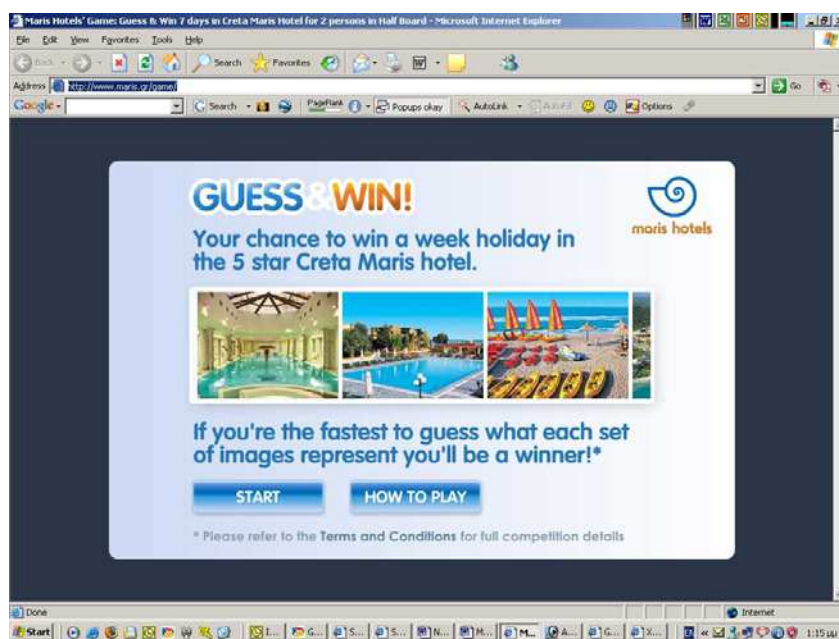 Maris Hotels' Game: Guess & Win 7 days in Creta Maris Hotel for 2 persons in Half Board - Microsoft Internet Explorer
File Edit View Favorites Tools Help
Back Search Favorites
Address http://www.maris.gr/game/ Go
Google Search PageRank Popups okay AutoLink AutoFill Options
GUESS & WIN!
maris hotels
Your chance to win a week holiday in
the 5 star Creta Maris hotel.
If you're the fastest to guess what each set
of images represent you'll be a winner!*
START HOW TO PLAY
* Please refer to the Terms and Conditions for full competition details
Done Internet
Start I... G... S... S... N... M... M... A... G... X... 1:15